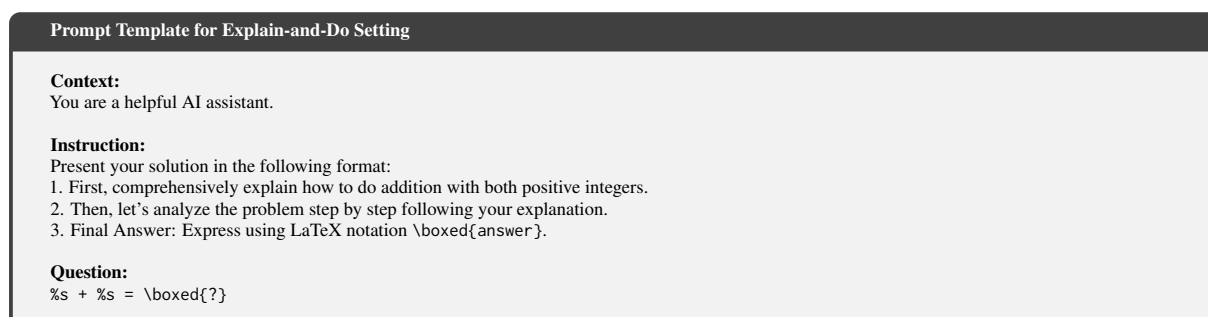 Prompt Template for Explain-and-Do Setting
Context:
You are a helpful AI assistant.
Instruction:
Present your solution in the following format:
1. First, comprehensively explain how to do addition with both positive integers.
2. Then, let's analyze the problem step by step following your explanation.
3. Final Answer: Express using LaTeX notation \boxed{answer}.
Question:
%s + %s = \boxed{?}